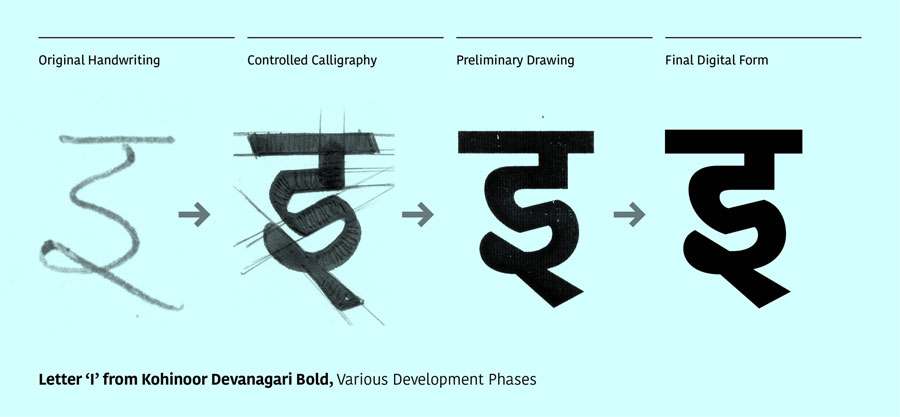 Original Handwriting
Controlled Calligraphy
Preliminary Drawing
Final Digital Form
इ → इ → इ → इ
Letter ‘I’ from Kohinoor Devanagari Bold, Various Development Phases